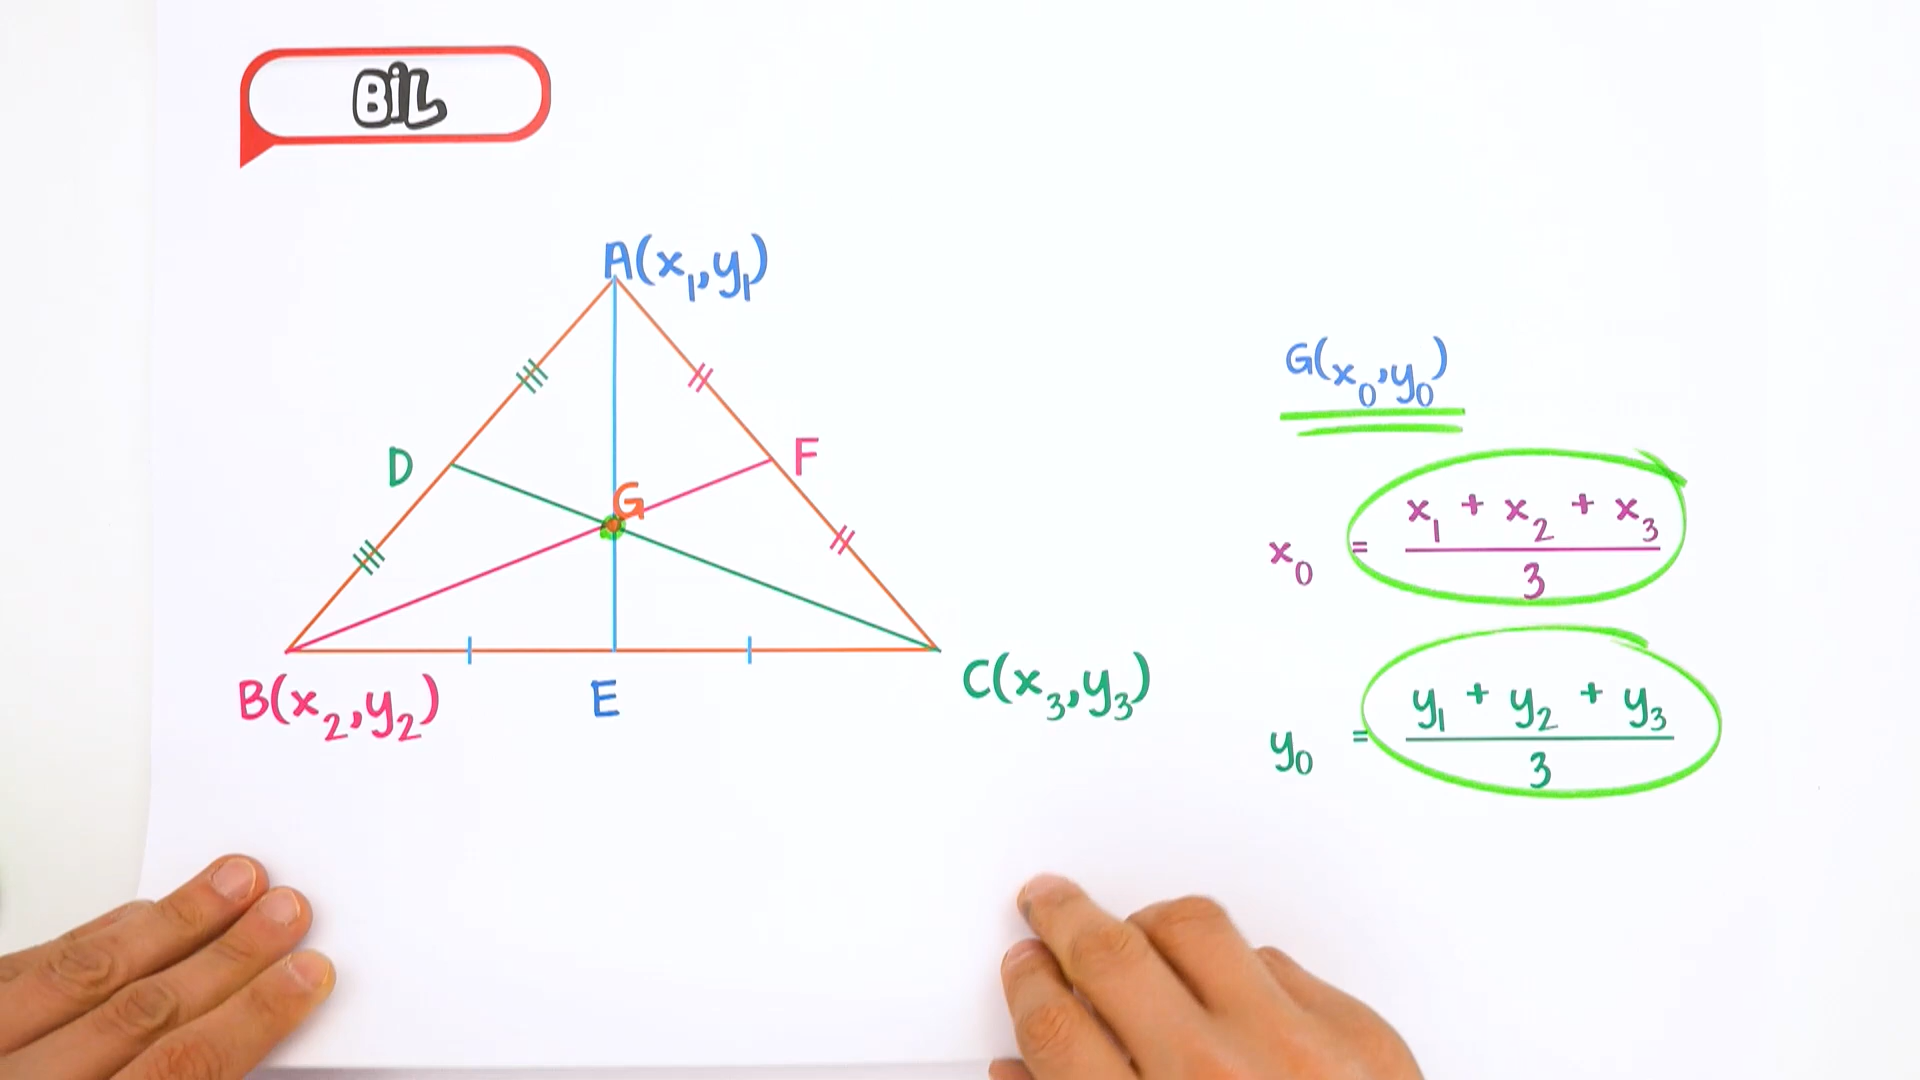 BiL
A(x₁,y₁)
G(x₀,y₀)
D
F
G
x₀ = x₁ + x₂ + x₃ / 3
B(x₂,y₂)
E
C(x₃,y₃)
y₀ = y₁ + y₂ + y₃ / 3